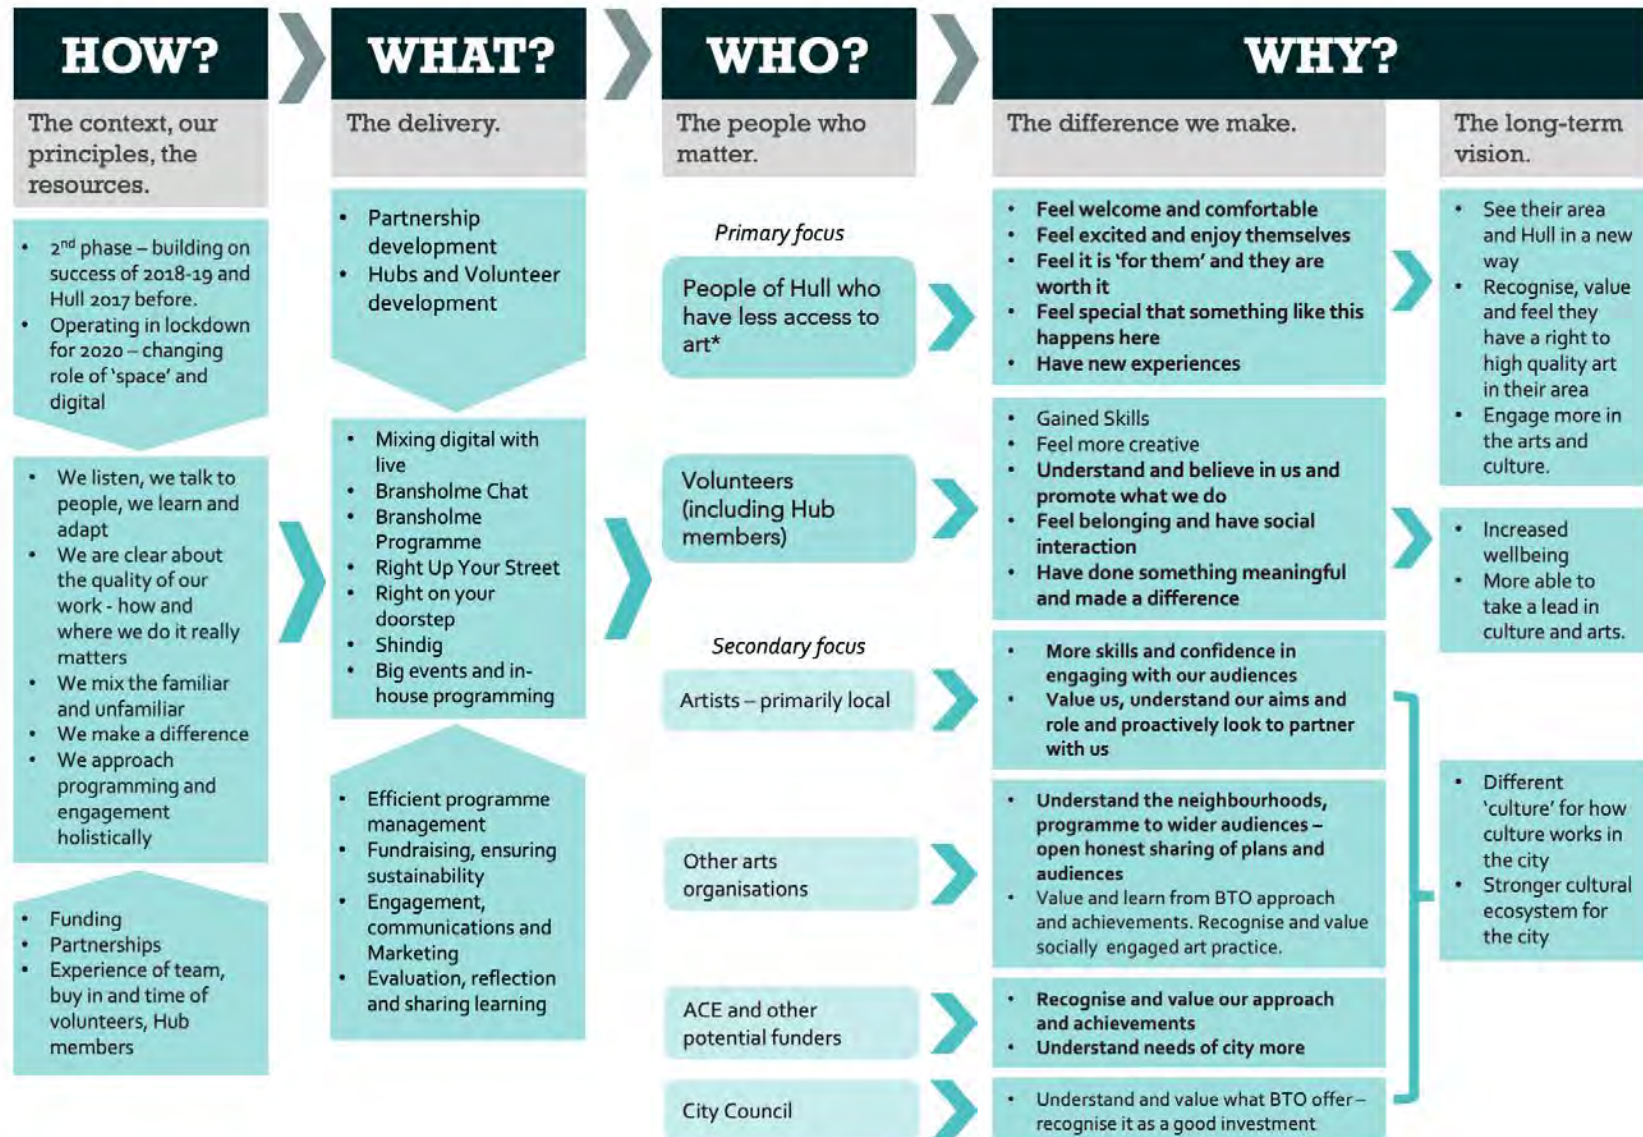 HOW?
The context, our
principles, the
resources.
• 2nd phase – building on
success of 2018-19 and
Hull 2017 before.
• Operating in lockdown
for 2020 – changing
role of 'space' and
digital
• We listen, we talk to
people, we learn and
adapt
• We are clear about
the quality of our
work - how and
where we do it really
matters
• We mix the familiar
and unfamiliar
• We make a difference
• We approach
programming and
engagement
holistically
• Funding
• Partnerships
• Experience of team,
buy in and time of
volunteers, Hub
members
WHAT?
The delivery.
• Partnership
development
• Hubs and Volunteer
development
• Mixing digital with
live
• Bransholme Chat
• Bransholme
Programme
• Right Up Your Street
• Right on your
doorstep
• Shindig
• Big events and in-
house programming
• Efficient programme
management
• Fundraising, ensuring
sustainability
• Engagement,
communications and
Marketing
• Evaluation, reflection
and sharing learning
WHO?
The people who
matter.
Primary focus
People of Hull who
have less access to
art*
Volunteers
(including Hub
members)
Secondary focus
Artists – primarily local
Other arts
organisations
ACE and other
potential funders
City Council
WHY?
The difference we make.
• Feel welcome and comfortable
• Feel excited and enjoy themselves
• Feel it is 'for them' and they are
worth it
• Feel special that something like this
happens here
• Have new experiences
• Gained Skills
• Feel more creative
• Understand and believe in us and
promote what we do
• Feel belonging and have social
interaction
• Have done something meaningful
and made a difference
• More skills and confidence in
engaging with our audiences
• Value us, understand our aims and
role and proactively look to partner
with us
• Understand the neighbourhoods,
programme to wider audiences –
open honest sharing of plans and
audiences
• Value and learn from BTO approach
and achievements. Recognise and value
socially engaged art practice.
• Recognise and value our approach
and achievements
• Understand needs of city more
• Understand and value what BTO offer –
recognise it as a good investment
The long-term
vision.
• See their area
and Hull in a new
way
• Recognise, value
and feel they
have a right to
high quality art
in their area
• Engage more in
the arts and
culture.
• Increased
wellbeing
• More able to
take a lead in
culture and arts.
• Different
'culture' for how
culture works in
the city
• Stronger cultural
ecosystem for
the city